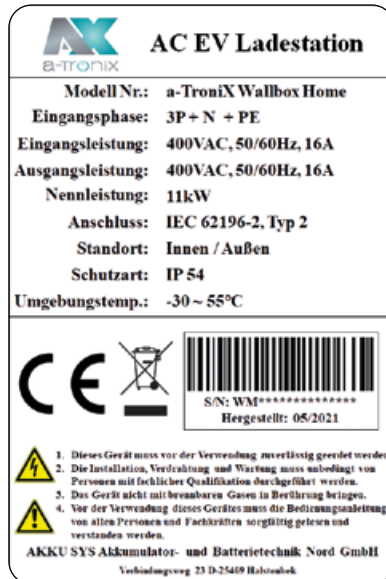 AX
a-TroniX
AC EV Ladestation
Modell Nr.: a-TroniX Wallbox Home
Eingangsphase: 3P + N + PE
Eingangsleistung: 400VAC, 50/60Hz, 16A
Ausgangsleistung: 400VAC, 50/60Hz, 16A
Nennleistung: 11kW
Anschluss: IEC 62196-2, Typ 2
Standort: Innen / Außen
Schutzart: IP 54
Umgebungstemp.: -30 ~ 55°C
CE
S/N: WM**************
Hergestellt: 05/2021
1. Dieses Gerät muss vor der Verwendung zuverlässig geerdet werden
2. Die Installation, Verdrahtung und Wartung muss unbedingt von
Personen mit fachlicher Qualifikation durchgeführt werden.
3. Das Gerät nicht mit brennbaren Gasen in Berührung bringen.
4. Vor der Verwendung dieses Gerätes muss die Bedienungsanleitung
von allen Personen und Fachkräften sorgfältig gelesen und
verstanden werden.
AKKU SYS Akkumulator- und Batterietechnik Nord GmbH
Verbindungsweg 23 D-25469 Halstenbek